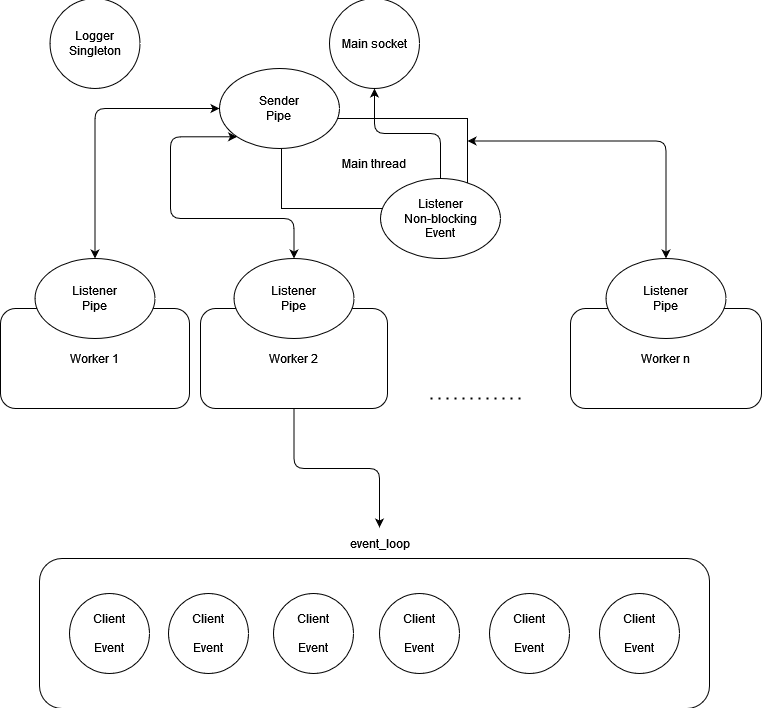 Logger
Singleton
Main socket
Sender
Pipe
Main thread
Listener
Non-blocking
Event
Listener
Pipe
Listener
Pipe
Listener
Pipe
Worker 1
Worker 2
Worker n
............
event_loop
Client
Event
Client
Event
Client
Event
Client
Event
Client
Event
Client
Event